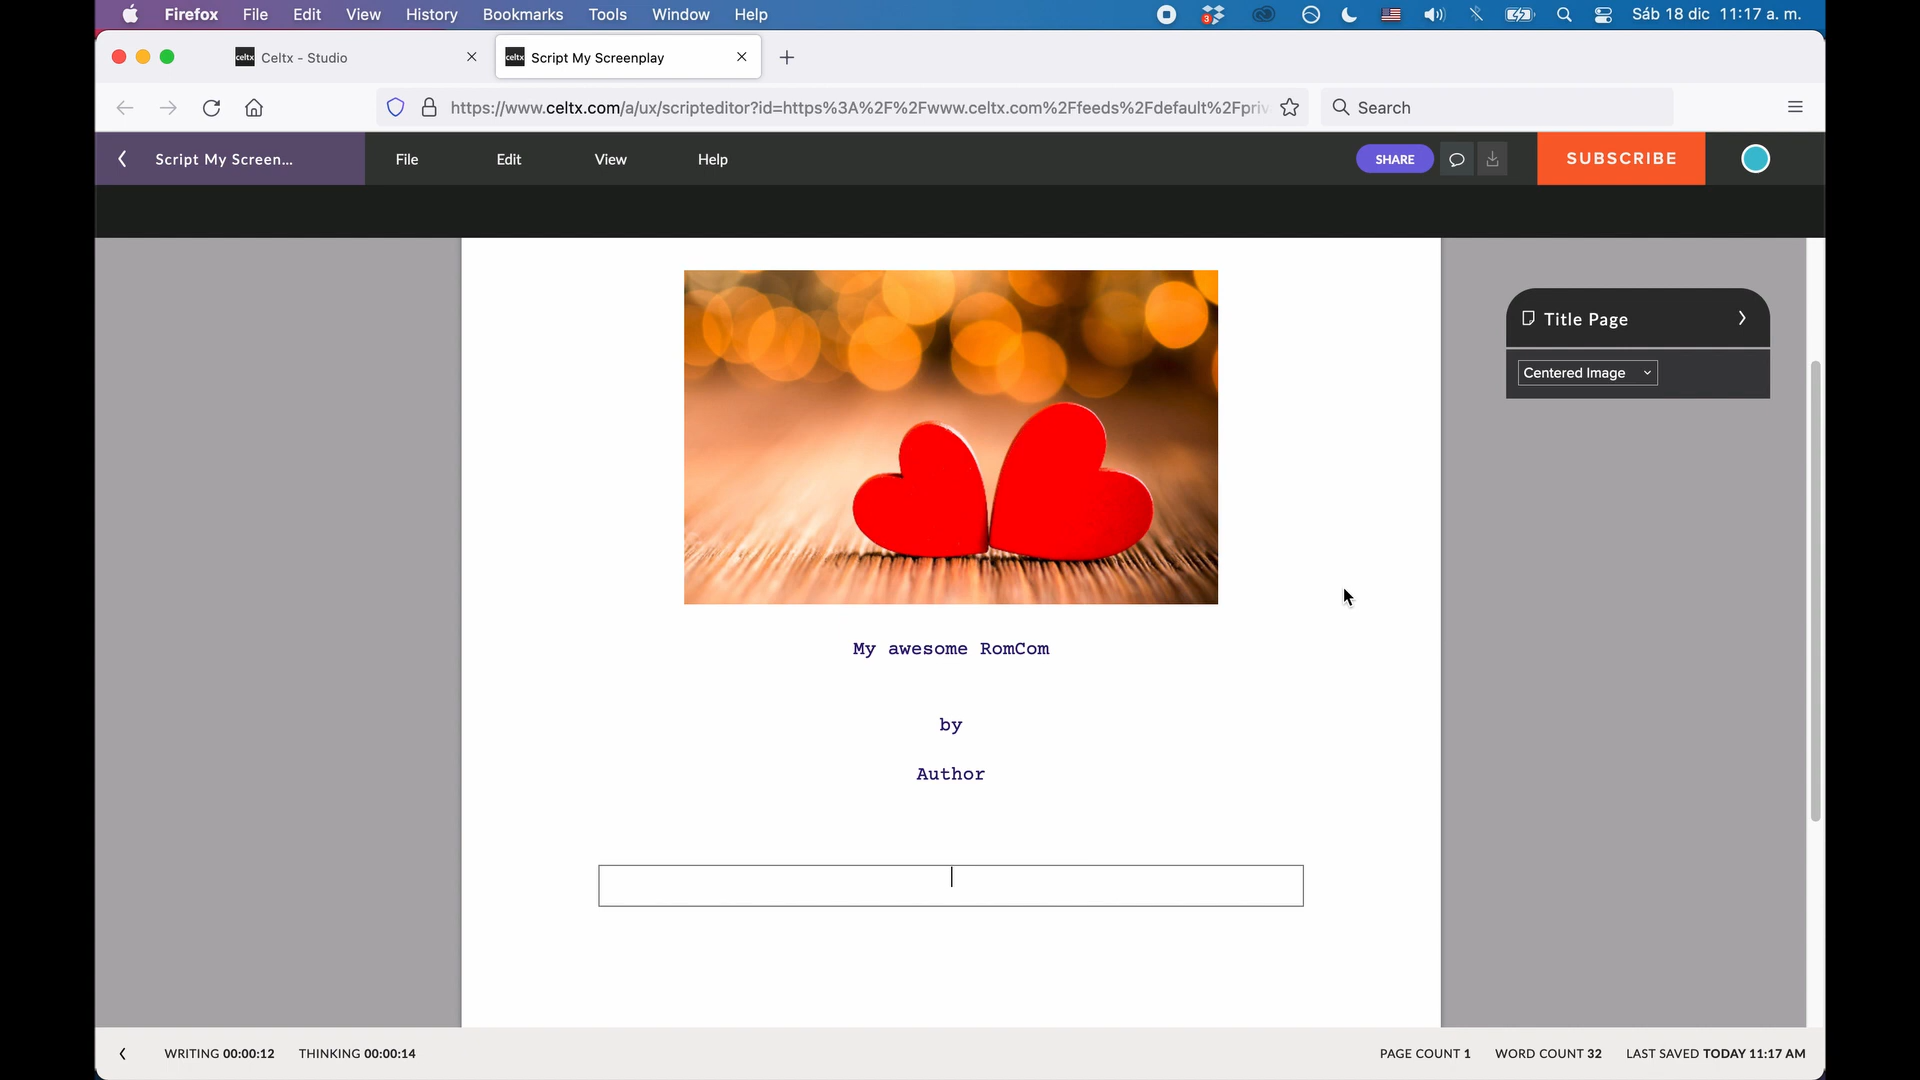 Firefox File Edit View History Bookmarks Tools Window Help 3 Sáb 18 dic 11:17 a. m.
celtx Celtx - Studio celtx Script My Screenplay
https://www.celtx.com/a/ux/scripteditor?id=https%3A%2F%2Fwww.celtx.com%2Ffeeds%2Fdefault%2Fpriv Search
Script My Screen... File Edit View Help SHARE SUBSCRIBE
Title Page
Centered Image
My awesome RomCom
by
Author
WRITING 00:00:12 THINKING 00:00:14 PAGE COUNT 1 WORD COUNT 32 LAST SAVED TODAY 11:17 AM